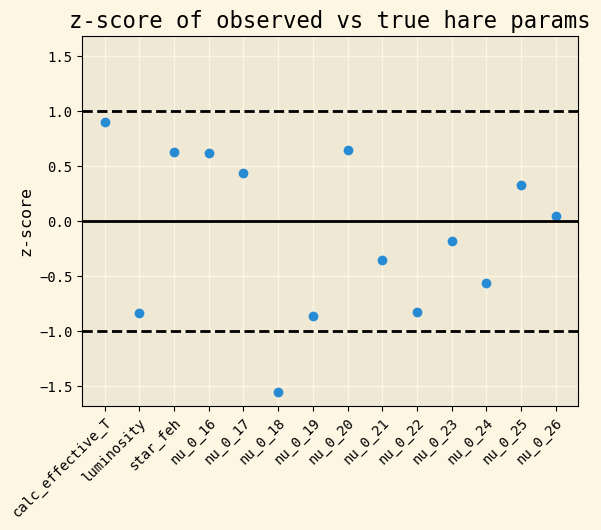 z-score of observed vs true hare params
z-score
1.5
1.0
0.5
0.0
−0.5
−1.0
−1.5
calc_effective_T
luminosity
star_feh
nu_0_16
nu_0_17
nu_0_18
nu_0_19
nu_0_20
nu_0_21
nu_0_22
nu_0_23
nu_0_24
nu_0_25
nu_0_26